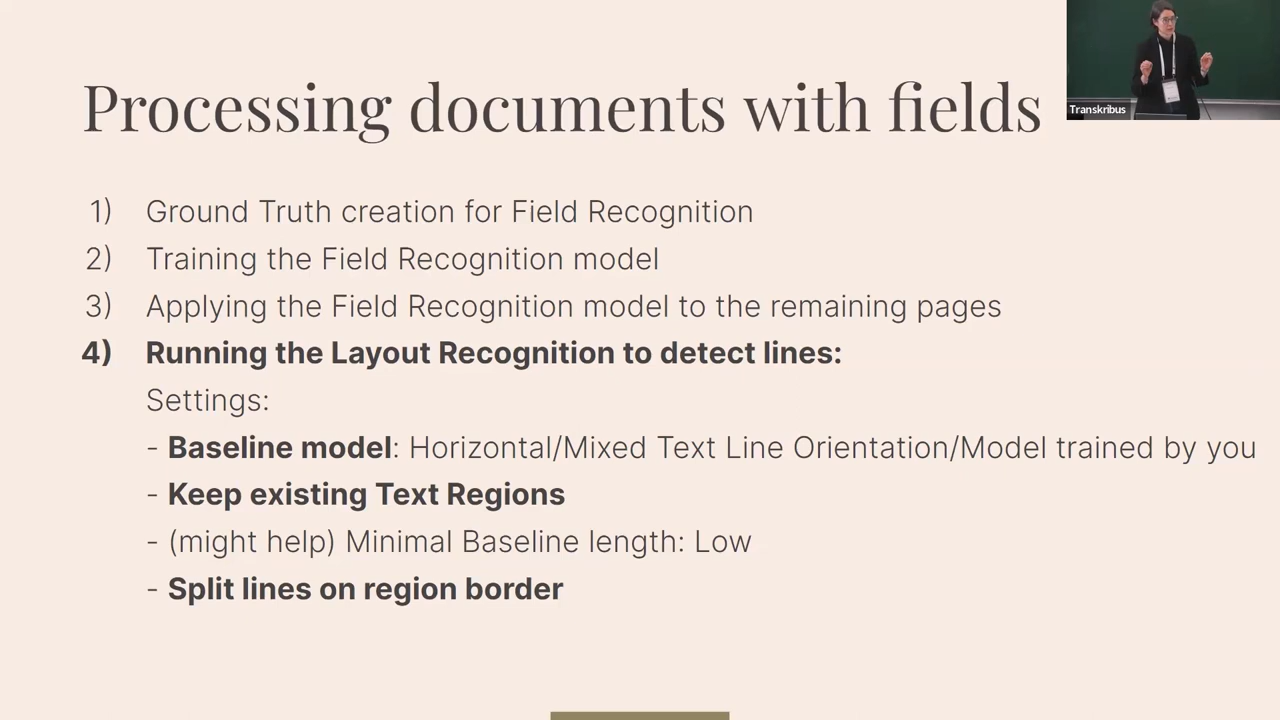 Processing documents with fields
Transkribus
1) Ground Truth creation for Field Recognition
2) Training the Field Recognition model
3) Applying the Field Recognition model to the remaining pages
4) Running the Layout Recognition to detect lines:
Settings:
- Baseline model: Horizontal/Mixed Text Line Orientation/Model trained by you
- Keep existing Text Regions
- (might help) Minimal Baseline length: Low
- Split lines on region border